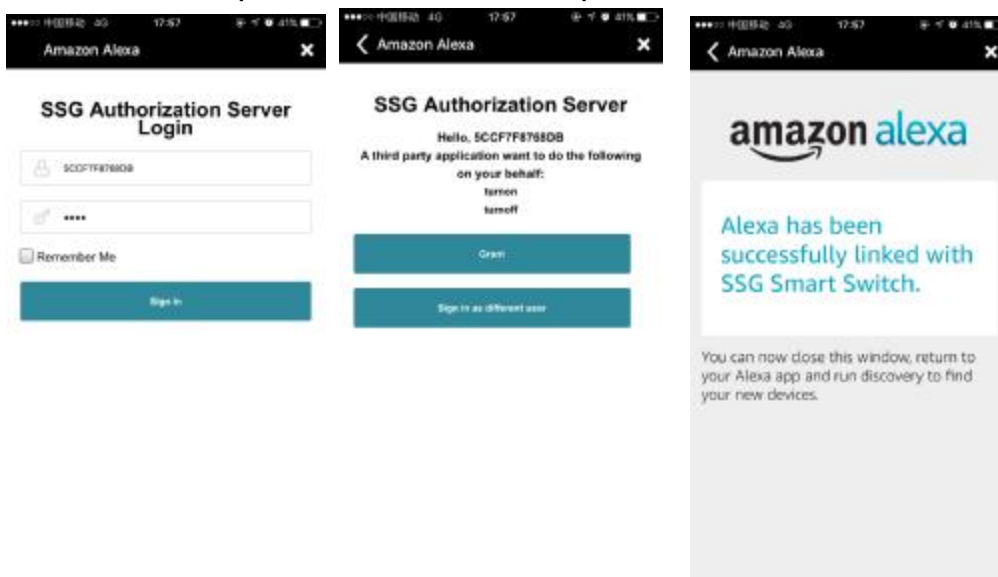 中国移动 4G 17:57 41%
Amazon Alexa
SSG Authorization Server
Login
5CCF7F8768DB
••••
Remember Me
Sign in
中国移动 4G 17:57 41%
Amazon Alexa
SSG Authorization Server
Hello, 5CCF7F8768DB
A third party application want to do the following
on your behalf:
turnon
turnoff
Grant
Sign in as different user
中国移动 4G 17:57 41%
Amazon Alexa
amazon alexa
Alexa has been
successfully linked with
SSG Smart Switch.
You can now close this window, return to
your Alexa app and run discovery to find
your new devices.